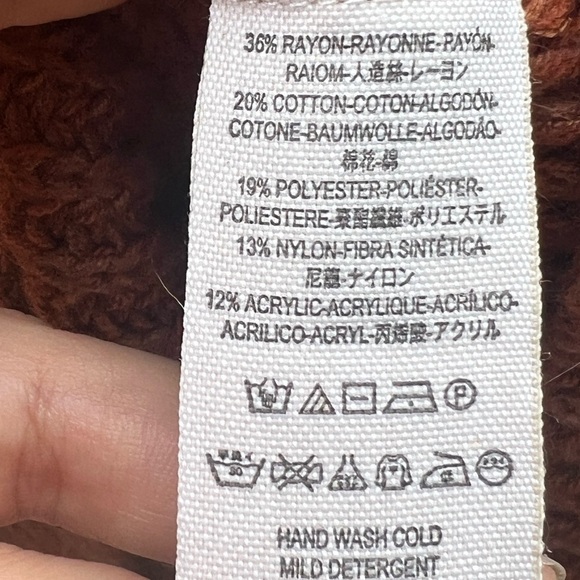 36% RAYON-RAYONNE-PAYÓN-
RAIOM-人造絲-レーヨン
20% COTTON-COTON-ALGODÓN-
COTONE-BAUMWOLLE-ALGODÃO-
棉花-綿
19% POLYESTER-POLIÉSTER-
POLIESTERE-聚酯纖維-ポリエステル
13% NYLON-FIBRA SINTÉTICA-
尼龍-ナイロン
12% ACRYLIC-ACRYLIQUE-ACRÍLICO-
ACRILICO-ACRYL-丙烯酸-アクリル
P
30
HAND WASH COLD
MILD DETERGENT